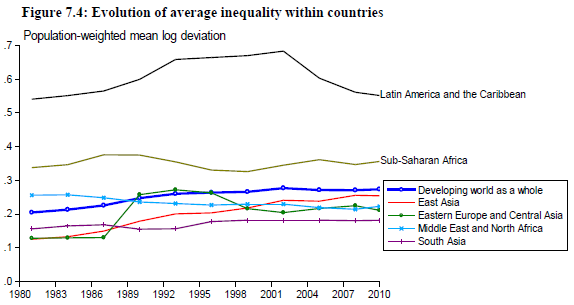 Figure 7.4: Evolution of average inequality within countries
Population-weighted mean log deviation
.7
.6
.5
.4
.3
.2
.1
.0
Latin America and the Caribbean
Sub-Saharan Africa
Developing world as a whole
East Asia
Eastern Europe and Central Asia
Middle East and North Africa
South Asia
1980 1983 1986 1989 1992 1995 1998 2001 2004 2007 2010